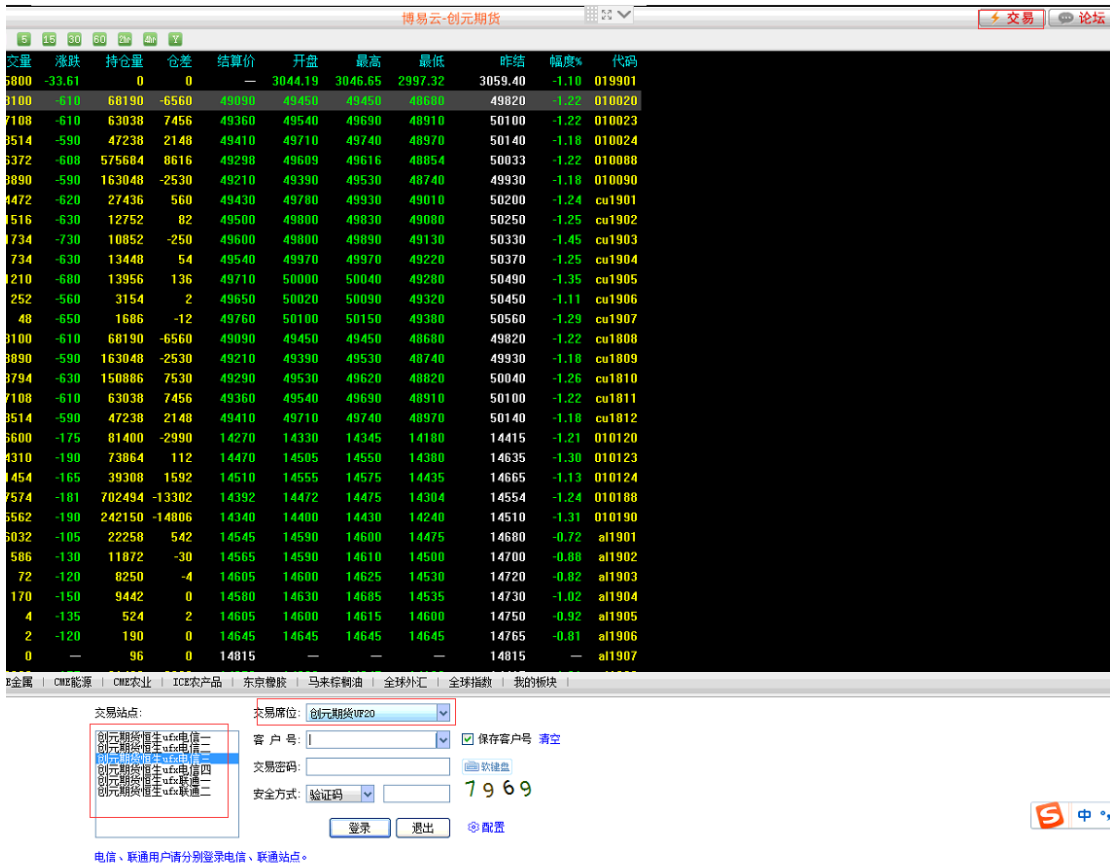 博易云-创元期货
交易 论坛
5 15 30 60 2hr 4hr Y
交量 涨跌 持仓量 仓差 结算价 开盘 最高 最低 昨结 幅度% 代码
5800 -33.61 0 0 — 3044.19 3046.65 2997.32 3059.40 -1.10 019901
3100 -610 68190 -6560 49090 49450 49450 48680 49820 -1.22 010020
7108 -610 63038 7456 49360 49540 49690 48910 50100 -1.22 010023
3514 -590 47238 2148 49410 49710 49740 48970 50140 -1.18 010024
6372 -608 575684 8616 49298 49609 49616 48854 50033 -1.22 010088
3890 -590 163048 -2530 49210 49390 49530 48740 49930 -1.18 010090
4472 -620 27436 560 49430 49780 49930 49010 50200 -1.24 cu1901
1516 -630 12752 82 49500 49800 49830 49080 50250 -1.25 cu1902
1734 -730 10852 -250 49600 49800 49890 49130 50330 -1.45 cu1903
734 -630 13448 54 49540 49970 49970 49220 50370 -1.25 cu1904
1210 -680 13956 136 49710 50000 50040 49280 50490 -1.35 cu1905
252 -560 3154 2 49650 50020 50090 49320 50450 -1.11 cu1906
48 -650 1686 -12 49760 50100 50150 49380 50560 -1.29 cu1907
3100 -610 68190 -6560 49090 49450 49450 48680 49820 -1.22 cu1808
3890 -590 163048 -2530 49210 49390 49530 48740 49930 -1.18 cu1809
3794 -630 150886 7530 49290 49530 49620 48820 50040 -1.26 cu1810
7108 -610 63038 7456 49360 49540 49690 48910 50100 -1.22 cu1811
3514 -590 47238 2148 49410 49710 49740 48970 50140 -1.18 cu1812
6600 -175 81400 -2990 14270 14330 14345 14180 14415 -1.21 010120
4310 -190 73864 112 14470 14505 14550 14380 14635 -1.30 010123
1454 -165 39308 1592 14510 14555 14575 14435 14665 -1.13 010124
7574 -181 702494 -13302 14392 14472 14475 14304 14554 -1.24 010188
5562 -190 242150 -14806 14340 14400 14430 14240 14510 -1.31 010190
6032 -105 22258 542 14545 14590 14600 14475 14680 -0.72 al1901
586 -130 11872 -30 14565 14590 14610 14500 14700 -0.88 al1902
72 -120 8250 -4 14605 14600 14625 14530 14720 -0.82 al1903
170 -150 9442 0 14580 14630 14685 14535 14730 -1.02 al1904
4 -135 524 2 14605 14600 14615 14600 14750 -0.92 al1905
2 -120 190 0 14645 14645 14645 14645 14765 -0.81 al1906
0 — 96 0 14815 — — — 14815 — al1907
E金属 | CME能源 | CME农业 | ICE农产品 | 东京橡胶 | 马来棕榈油 | 全球外汇 | 全球指数 | 我的板块 |
交易站点: 交易席位: 创元期货UF20
创元期货恒生ufx电信一
创元期货恒生ufx电信二
创元期货恒生ufx电信三
创元期货恒生ufx电信四
创元期货恒生ufx联通一
创元期货恒生ufx联通二
客 户 号: 保存客户号 清空
交易密码: 软键盘
安全方式: 验证码 7969
登录 退出 配置
电信、联通用户请分别登录电信、联通站点。
S 中 °,